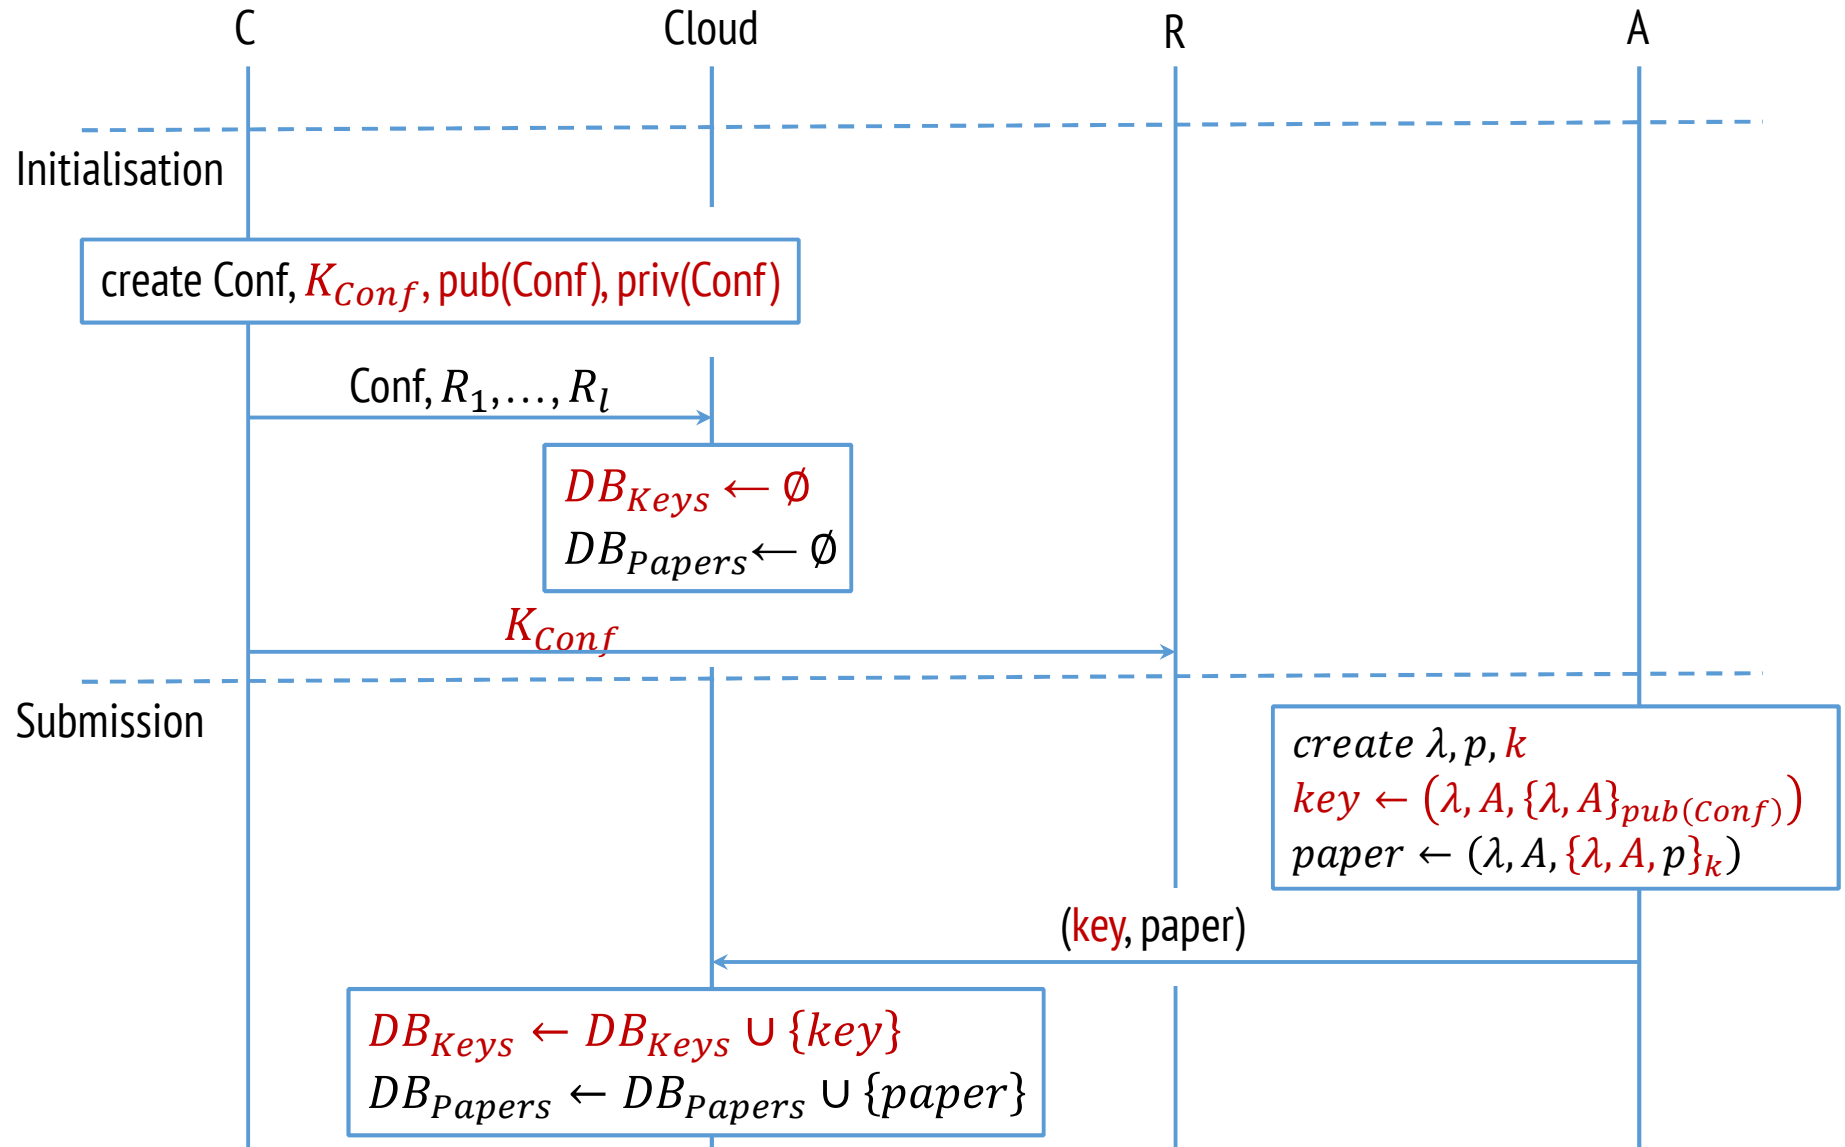 C Cloud R A
Initialisation
create Conf, K_Conf, pub(Conf), priv(Conf)
Conf, R_1, …, R_l
DB_Keys ⟵ ∅
DB_Papers ⟵ ∅
K_Conf
Submission
create λ, p, k
key ← (λ, A, {λ, A}_pub(Conf))
paper ← (λ, A, {λ, A, p}_k)
(key, paper)
DB_Keys ← DB_Keys ∪ {key}
DB_Papers ← DB_Papers ∪ {paper}